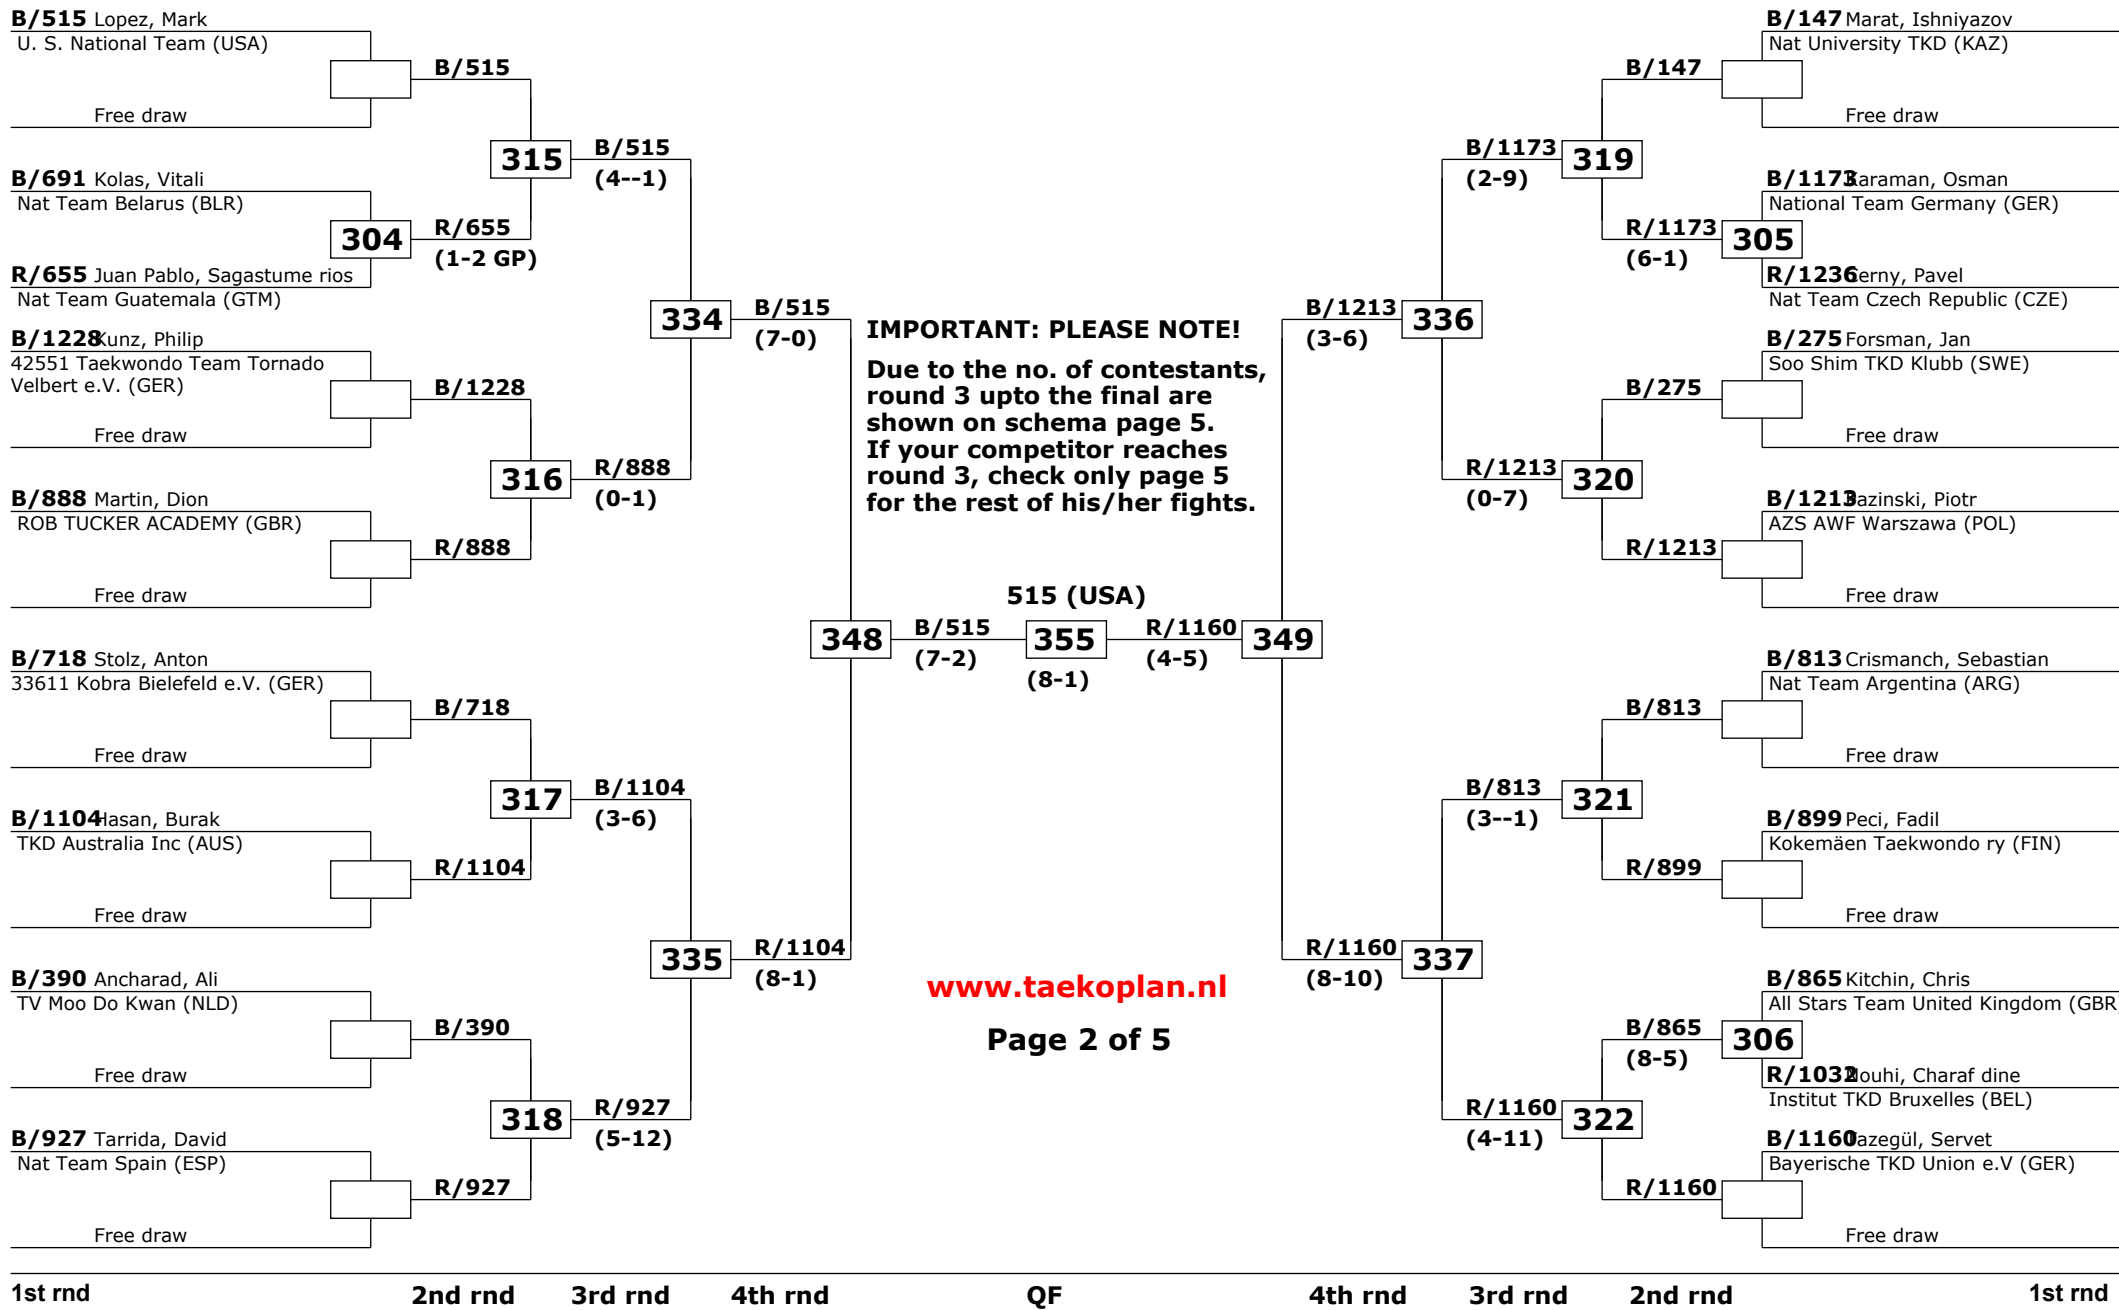 B/515 Lopez, Mark
U. S. National Team (USA)
B/515
Free draw
315
B/515
(4--1)
B/691 Kolas, Vitali
Nat Team Belarus (BLR)
304
R/655
(1-2 GP)
R/655 Juan Pablo, Sagastume rios
Nat Team Guatemala (GTM)
334
B/515
(7-0)
B/1228 Kunz, Philip
42551 Taekwondo Team Tornado
Velbert e.V. (GER)
B/1228
Free draw
316
R/888
(0-1)
B/888 Martin, Dion
ROB TUCKER ACADEMY (GBR)
R/888
Free draw
348
B/515
(7-2)
B/718 Stolz, Anton
33611 Kobra Bielefeld e.V. (GER)
B/718
Free draw
317
B/1104
(3-6)
B/1104 Hasan, Burak
TKD Australia Inc (AUS)
R/1104
Free draw
335
R/1104
(8-1)
B/390 Ancharad, Ali
TV Moo Do Kwan (NLD)
B/390
Free draw
318
R/927
(5-12)
B/927 Tarrida, David
Nat Team Spain (ESP)
R/927
Free draw
IMPORTANT: PLEASE NOTE!
Due to the no. of contestants,
round 3 upto the final are
shown on schema page 5.
If your competitor reaches
round 3, check only page 5
for the rest of his/her fights.
515 (USA)
355
(8-1)
www.taekoplan.nl
Page 2 of 5
B/147 Marat, Ishniyazov
Nat University TKD (KAZ)
B/147
Free draw
B/1173
(2-9)
319
B/1173 Karaman, Osman
National Team Germany (GER)
R/1173
(6-1)
305
R/1236 Cerny, Pavel
Nat Team Czech Republic (CZE)
B/1213
(3-6)
336
B/275 Forsman, Jan
Soo Shim TKD Klubb (SWE)
B/275
Free draw
R/1213
(0-7)
320
B/1213 Pazinski, Piotr
AZS AWF Warszawa (POL)
R/1213
Free draw
R/1160
(4-5)
349
B/813 Crismanch, Sebastian
Nat Team Argentina (ARG)
B/813
Free draw
B/813
(3--1)
321
B/899 Peci, Fadil
Kokemäen Taekwondo ry (FIN)
R/899
Free draw
R/1160
(8-10)
337
B/865 Kitchin, Chris
All Stars Team United Kingdom (GBR)
B/865
(8-5)
306
R/1032 Nouhi, Charaf dine
Institut TKD Bruxelles (BEL)
R/1160
(4-11)
322
B/1160 Tazegül, Servet
Bayerische TKD Union e.V (GER)
R/1160
Free draw
1st rnd 2nd rnd 3rd rnd 4th rnd QF 4th rnd 3rd rnd 2nd rnd 1st rnd